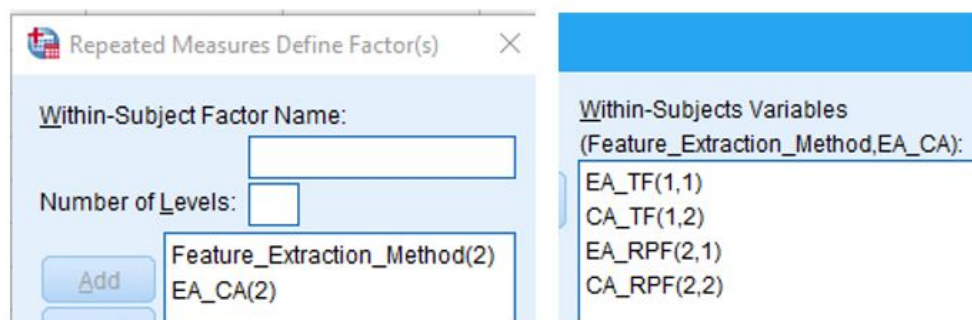 Repeated Measures Define Factor(s)
Within-Subject Factor Name:
Number of Levels:
Add
Feature_Extraction_Method(2)
EA_CA(2)
Within-Subjects Variables
(Feature_Extraction_Method,EA_CA):
EA_TF(1,1)
CA_TF(1,2)
EA_RPF(2,1)
CA_RPF(2,2)